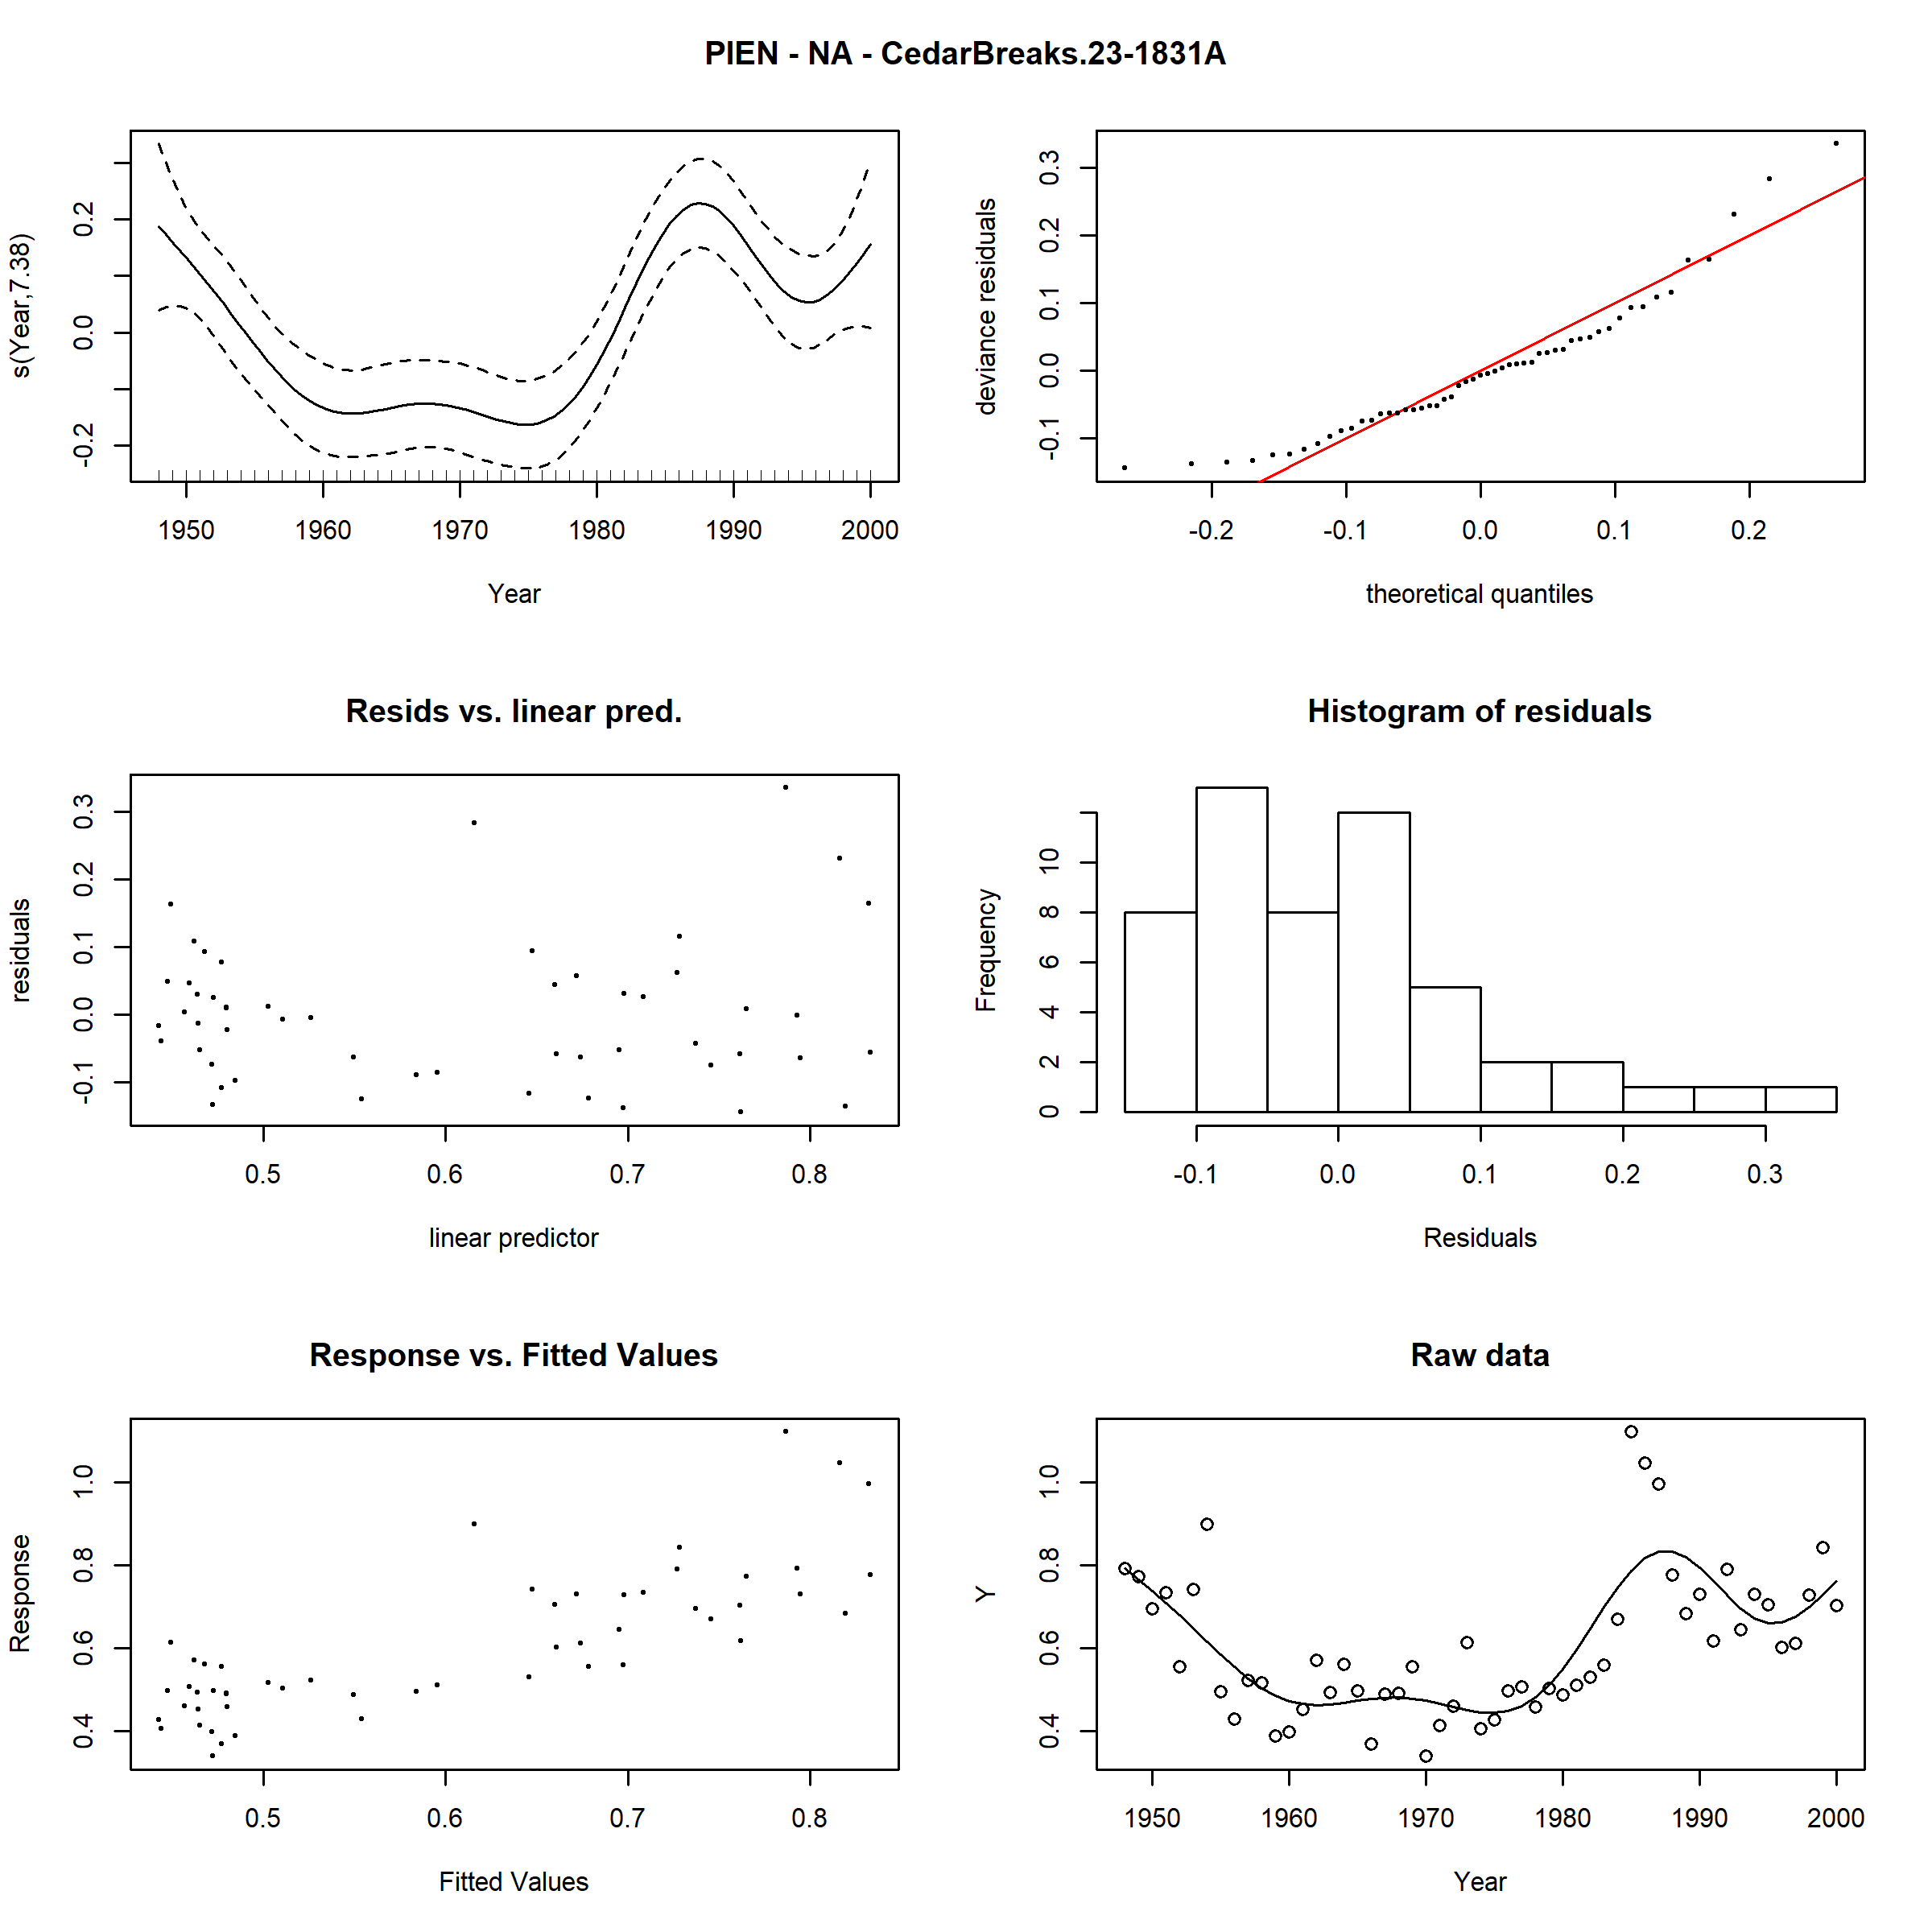 PIEN - NA - CedarBreaks.23-1831A
s(Year,7.38)
-0.2 0.0 0.2
1950 1960 1970 1980 1990 2000
Year
deviance residuals
-0.1 0.0 0.1 0.2 0.3
-0.2 -0.1 0.0 0.1 0.2
theoretical quantiles
Resids vs. linear pred.
residuals
-0.1 0.0 0.1 0.2 0.3
0.5 0.6 0.7 0.8
linear predictor
Histogram of residuals
Frequency
0 2 4 6 8 10
-0.1 0.0 0.1 0.2 0.3
Residuals
Response vs. Fitted Values
Response
0.4 0.6 0.8 1.0
0.5 0.6 0.7 0.8
Fitted Values
Raw data
Y
0.4 0.6 0.8 1.0
1950 1960 1970 1980 1990 2000
Year